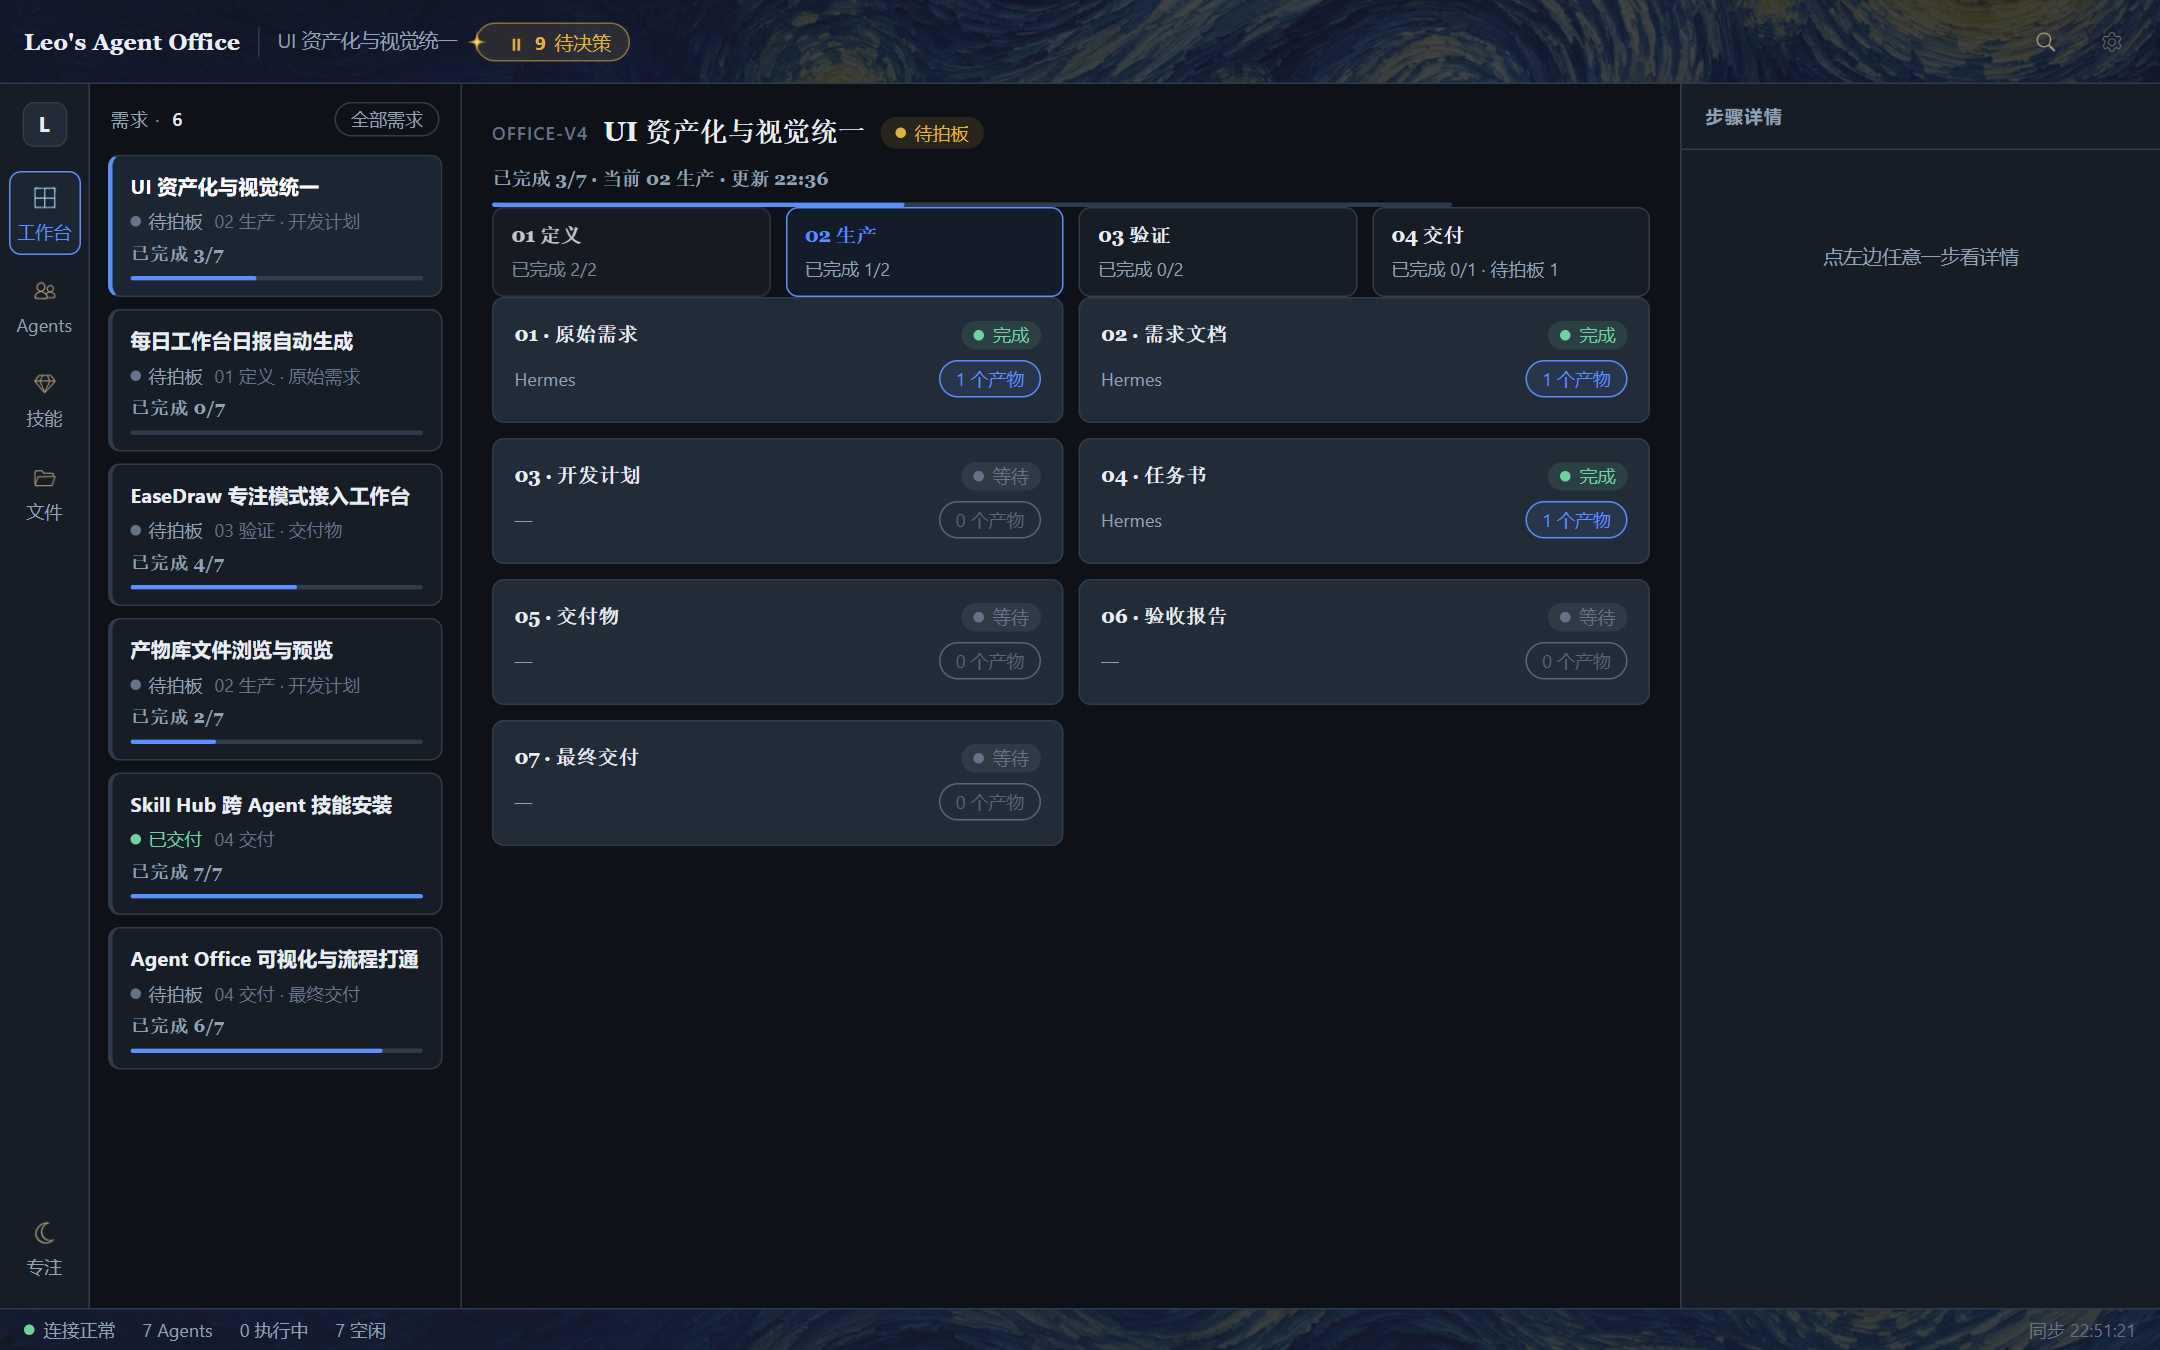 Leo's Agent Office
UI 资产化与视觉统一
9 待决策
L
工作台
Agents
技能
文件
专注
需求 · 6
全部需求
UI 资产化与视觉统一
待拍板 02 生产 · 开发计划
已完成 3/7
每日工作台日报自动生成
待拍板 01 定义 · 原始需求
已完成 0/7
EaseDraw 专注模式接入工作台
待拍板 03 验证 · 交付物
已完成 4/7
产物库文件浏览与预览
待拍板 02 生产 · 开发计划
已完成 2/7
Skill Hub 跨 Agent 技能安装
已交付 04 交付
已完成 7/7
Agent Office 可视化与流程打通
待拍板 04 交付 · 最终交付
已完成 6/7
OFFICE-V4 UI 资产化与视觉统一 待拍板
已完成 3/7 · 当前 02 生产 · 更新 22:36
01 定义
已完成 2/2
02 生产
已完成 1/2
03 验证
已完成 0/2
04 交付
已完成 0/1 · 待拍板 1
01 · 原始需求 完成
Hermes 1 个产物
02 · 需求文档 完成
Hermes 1 个产物
03 · 开发计划 等待
— 0 个产物
04 · 任务书 完成
Hermes 1 个产物
05 · 交付物 等待
— 0 个产物
06 · 验收报告 等待
— 0 个产物
07 · 最终交付 等待
— 0 个产物
步骤详情
点左边任意一步看详情
连接正常 7 Agents 0 执行中 7 空闲
同步 22:51:21